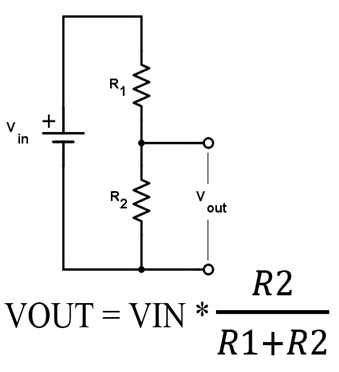 R1
+
Vin
R2
Vout
VOUT = VIN * R2
R1+R2